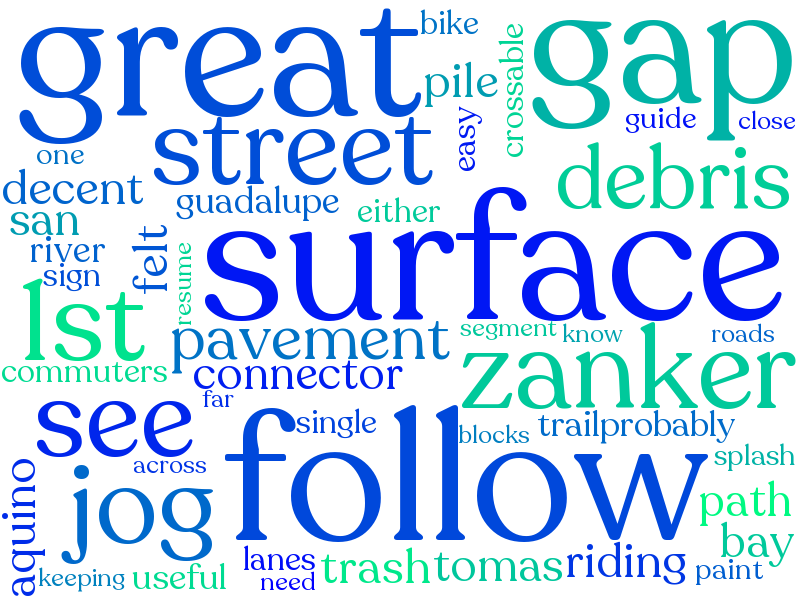 great
bike
gap
pile
crossable
guide
close
street
easy
one
debris
decent
guadalupe
either
san
river
felt
surface
sign
resume
lst
pavement
segment
know
roads
commuters
connector
zanker
far
see
follow
single
blocks
trailprobably
across
splash
aquino
jog
path
bay
lanes
trash
tomas
riding
paint
keeping
useful
need